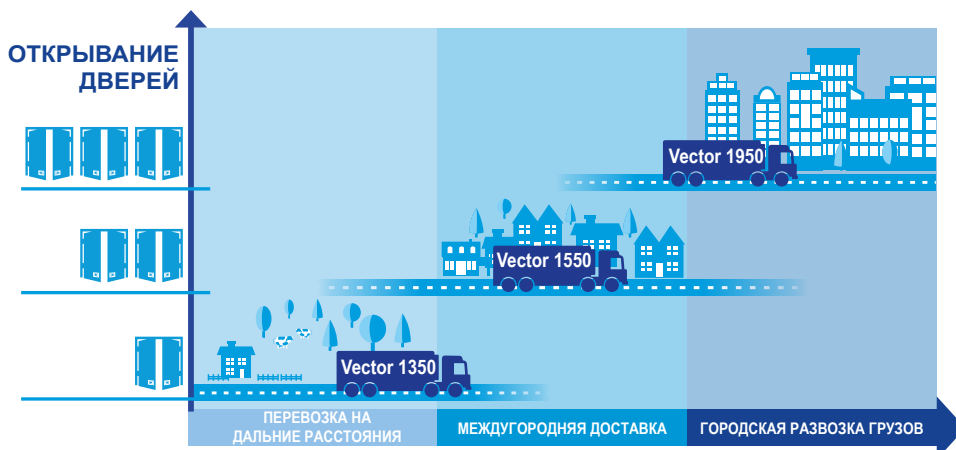 ОТКРЫВАНИЕ
ДВЕРЕЙ
Vector 1950
Vector 1550
Vector 1350
ПЕРЕВОЗКА НА
ДАЛЬНИЕ РАССТОЯНИЯ
МЕЖДУГОРОДНЯЯ ДОСТАВКА
ГОРОДСКАЯ РАЗВОЗКА ГРУЗОВ